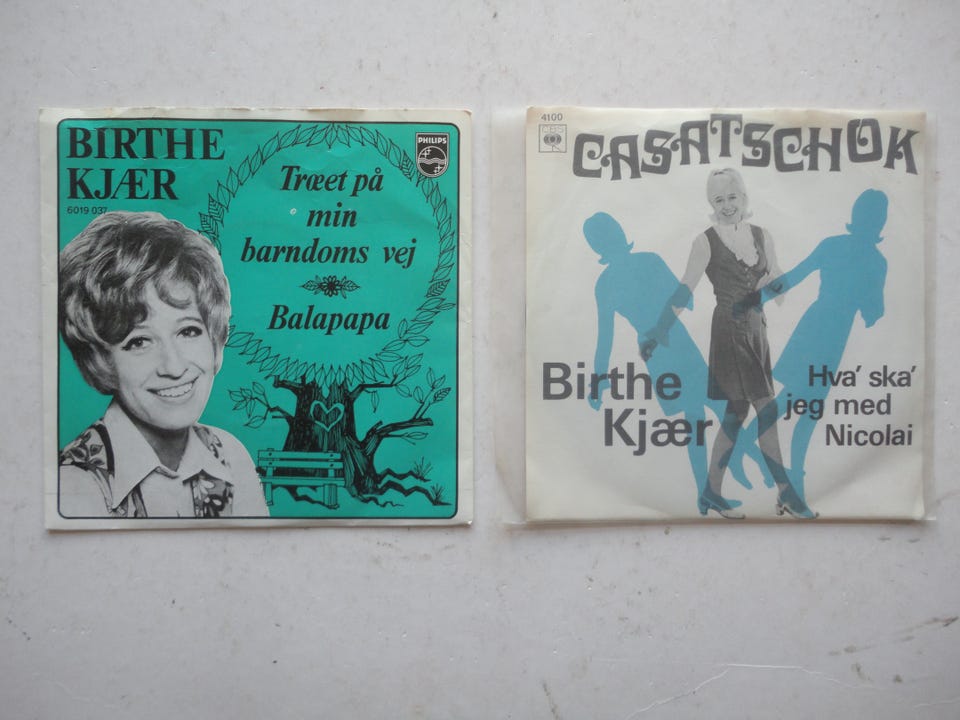 BIRTHE
KJÆR
6019 037
PHILIPS
Træet på
min
barndoms vej
Balapapa
4100
CBS
CASATSCHOK
Birthe
Kjær
Hva' ska'
jeg med
Nicolai